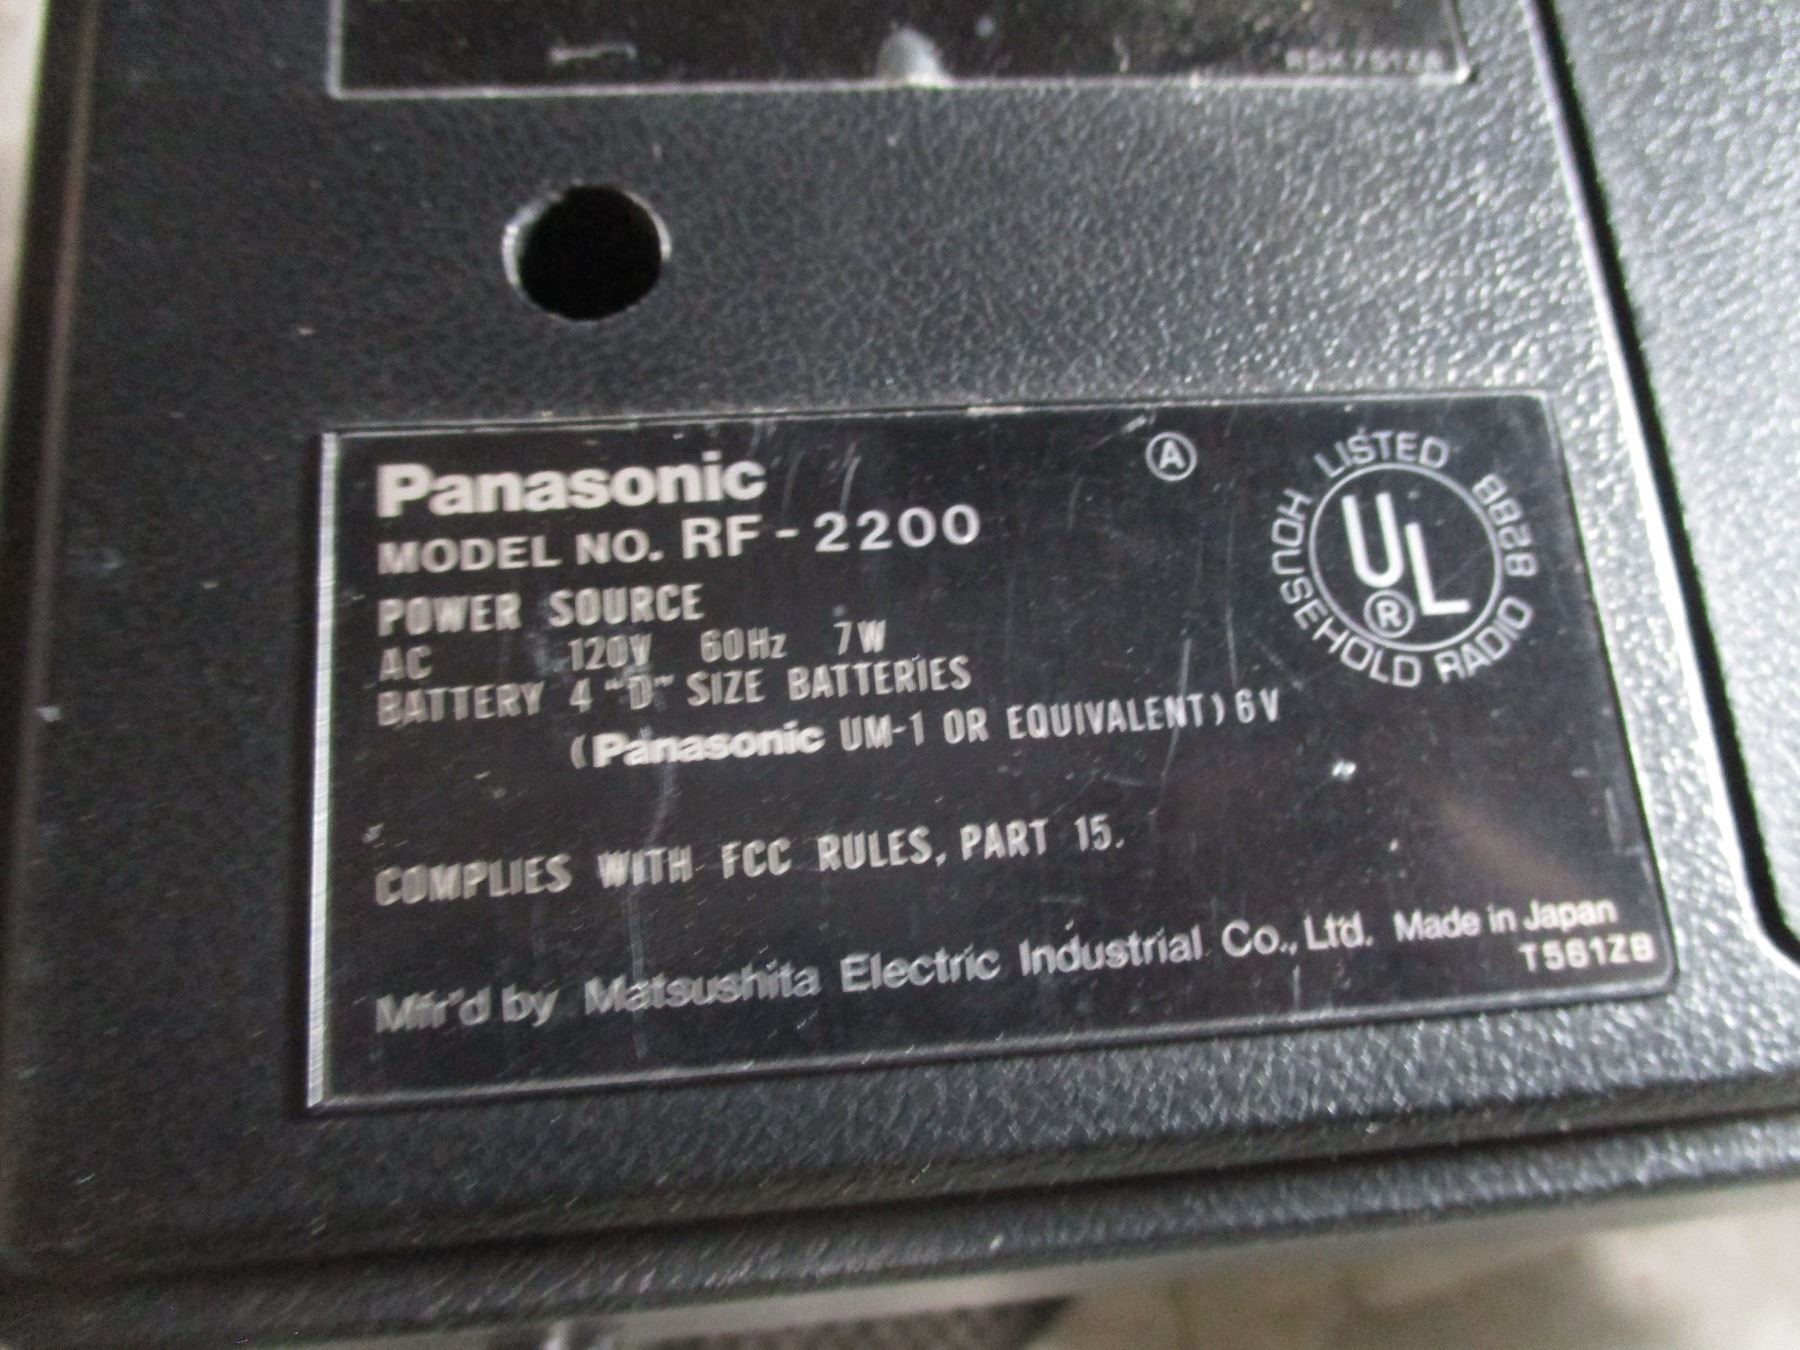 Panasonic
MODEL NO. RF-2200
POWER SOURCE
AC 120V 60Hz 7W
BATTERY 4 "D" SIZE BATTERIES
(Panasonic UM-1 OR EQUIVALENT) 6V
COMPLIES WITH FCC RULES, PART 15.
Mfr'd by Matsushita Electric Industrial Co., Ltd. Made in Japan
T561ZB
A
LISTED 82BB
UL
®
HOUSEHOLD RADIO